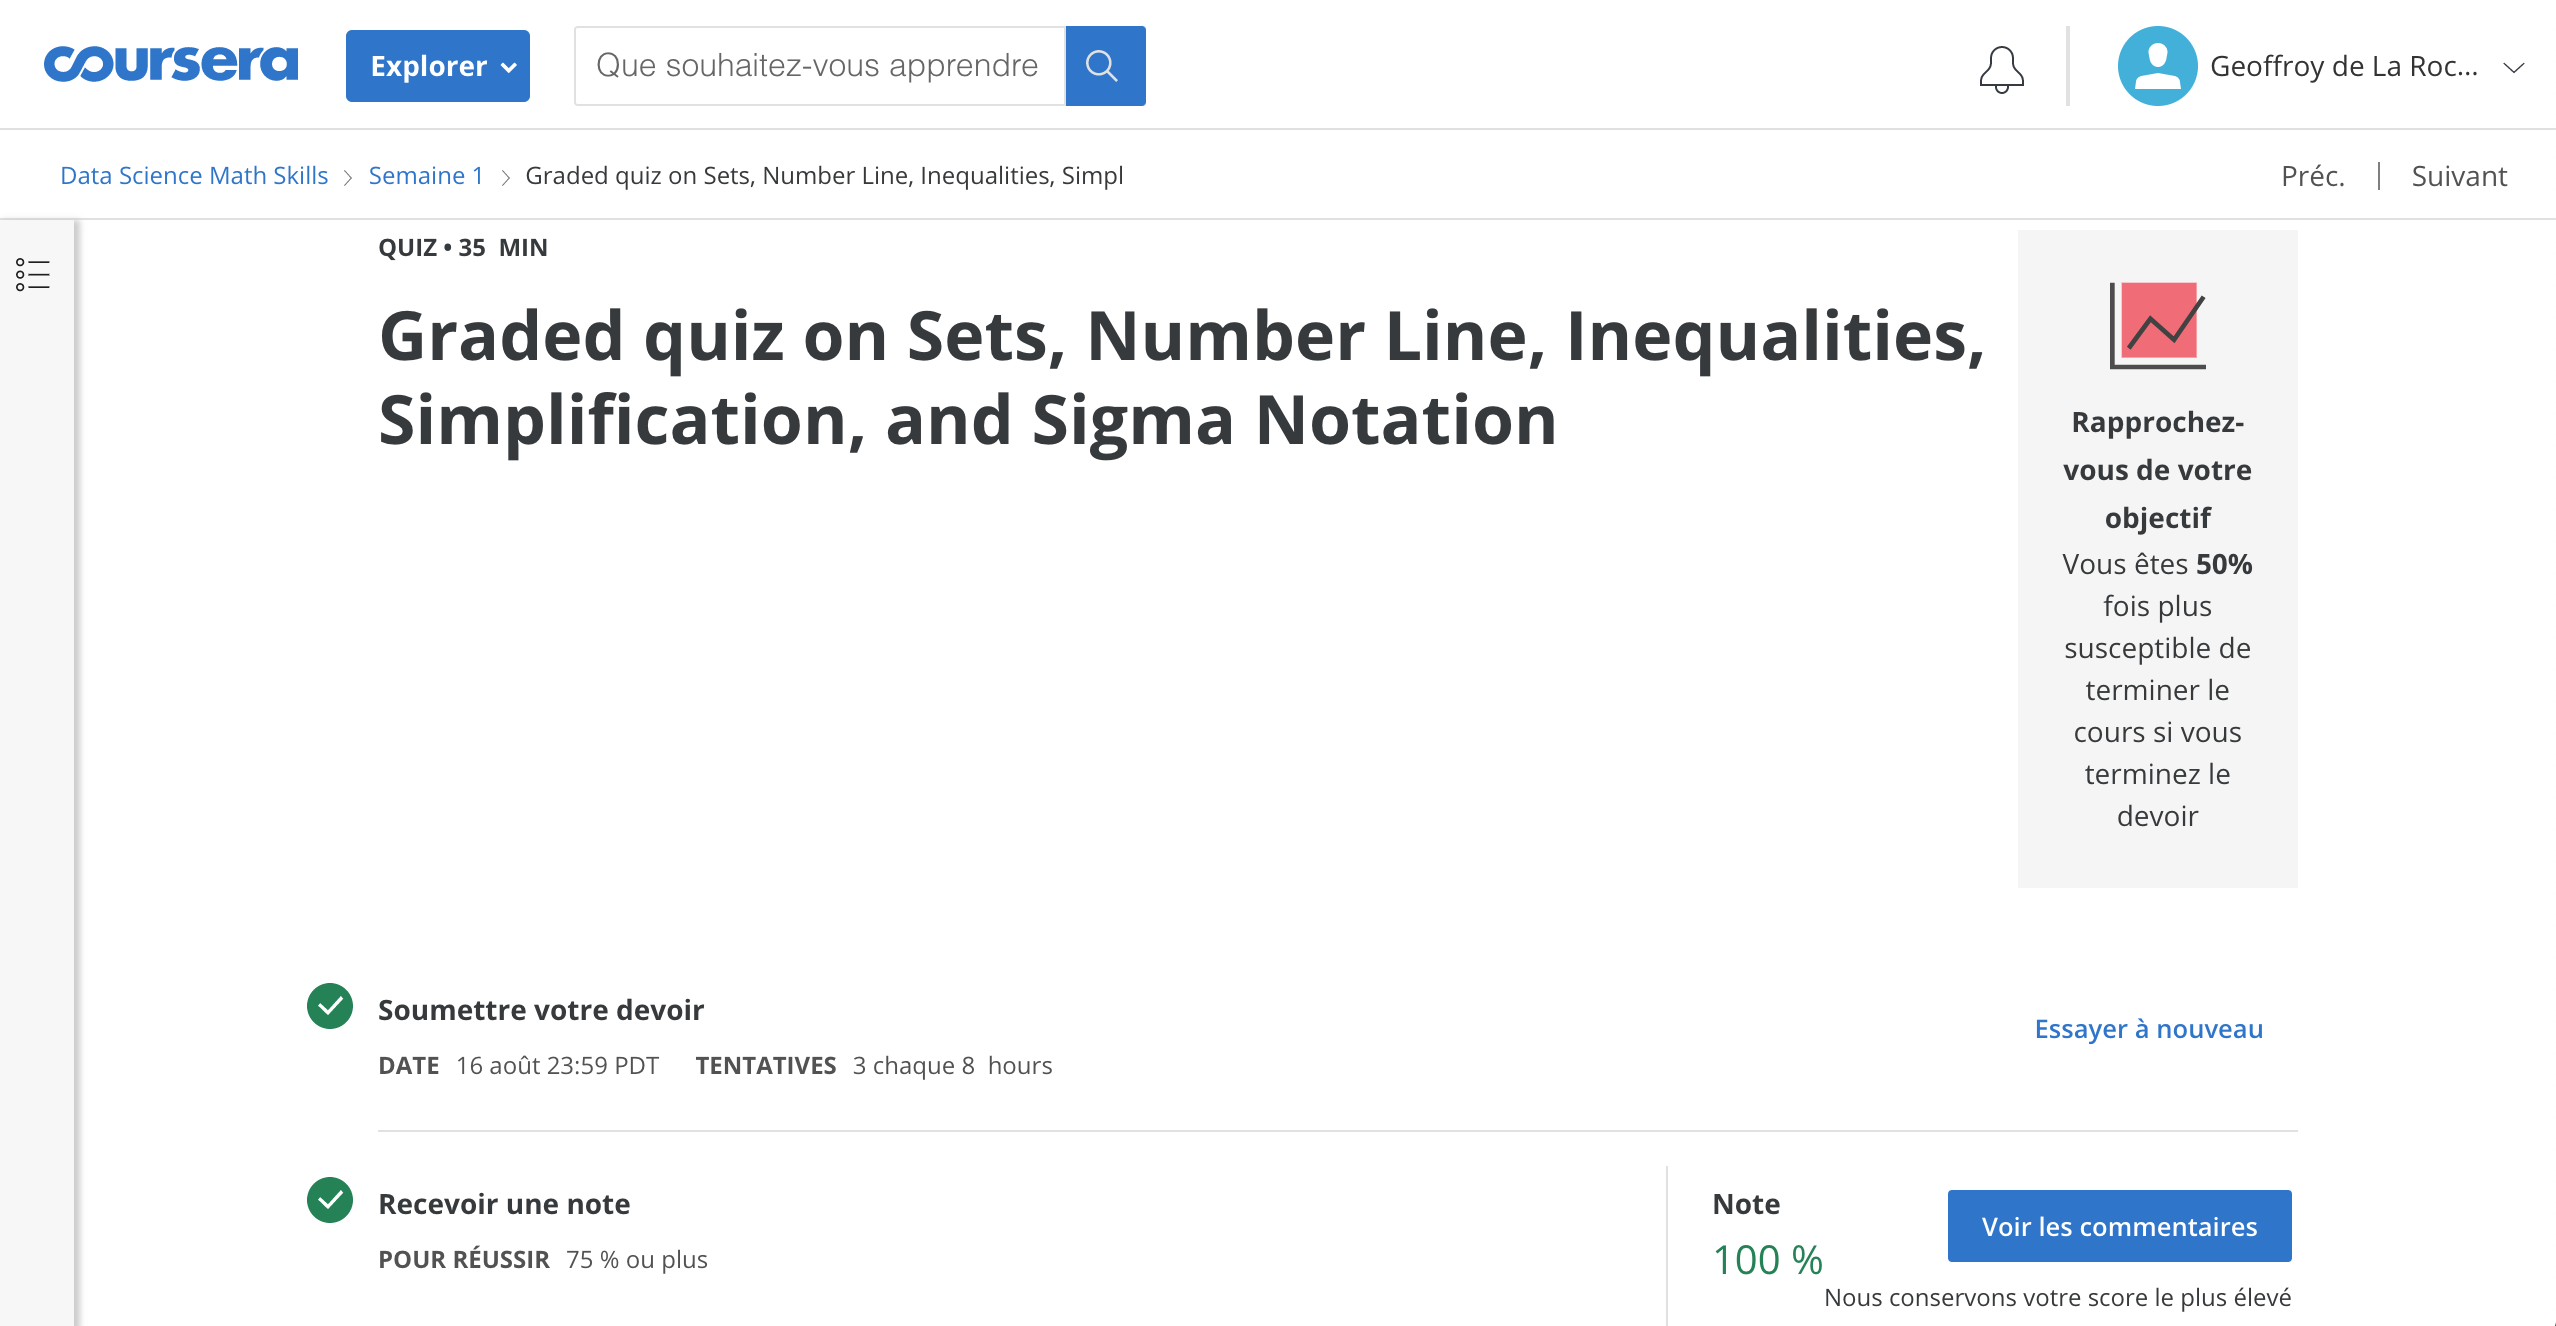 coursera
Explorer
Que souhaitez-vous apprendre
Geoffroy de La Roc...
Data Science Math Skills > Semaine 1 > Graded quiz on Sets, Number Line, Inequalities, Simpl
Préc. | Suivant
QUIZ • 35 MIN
Graded quiz on Sets, Number Line, Inequalities,
Simplification, and Sigma Notation
Rapprochez-
vous de votre
objectif
Vous êtes 50%
fois plus
susceptible de
terminer le
cours si vous
terminez le
devoir
Soumettre votre devoir
DATE 16 août 23:59 PDT TENTATIVES 3 chaque 8 hours
Essayer à nouveau
Recevoir une note
POUR RÉUSSIR 75 % ou plus
Note
100 %
Voir les commentaires
Nous conservons votre score le plus élevé